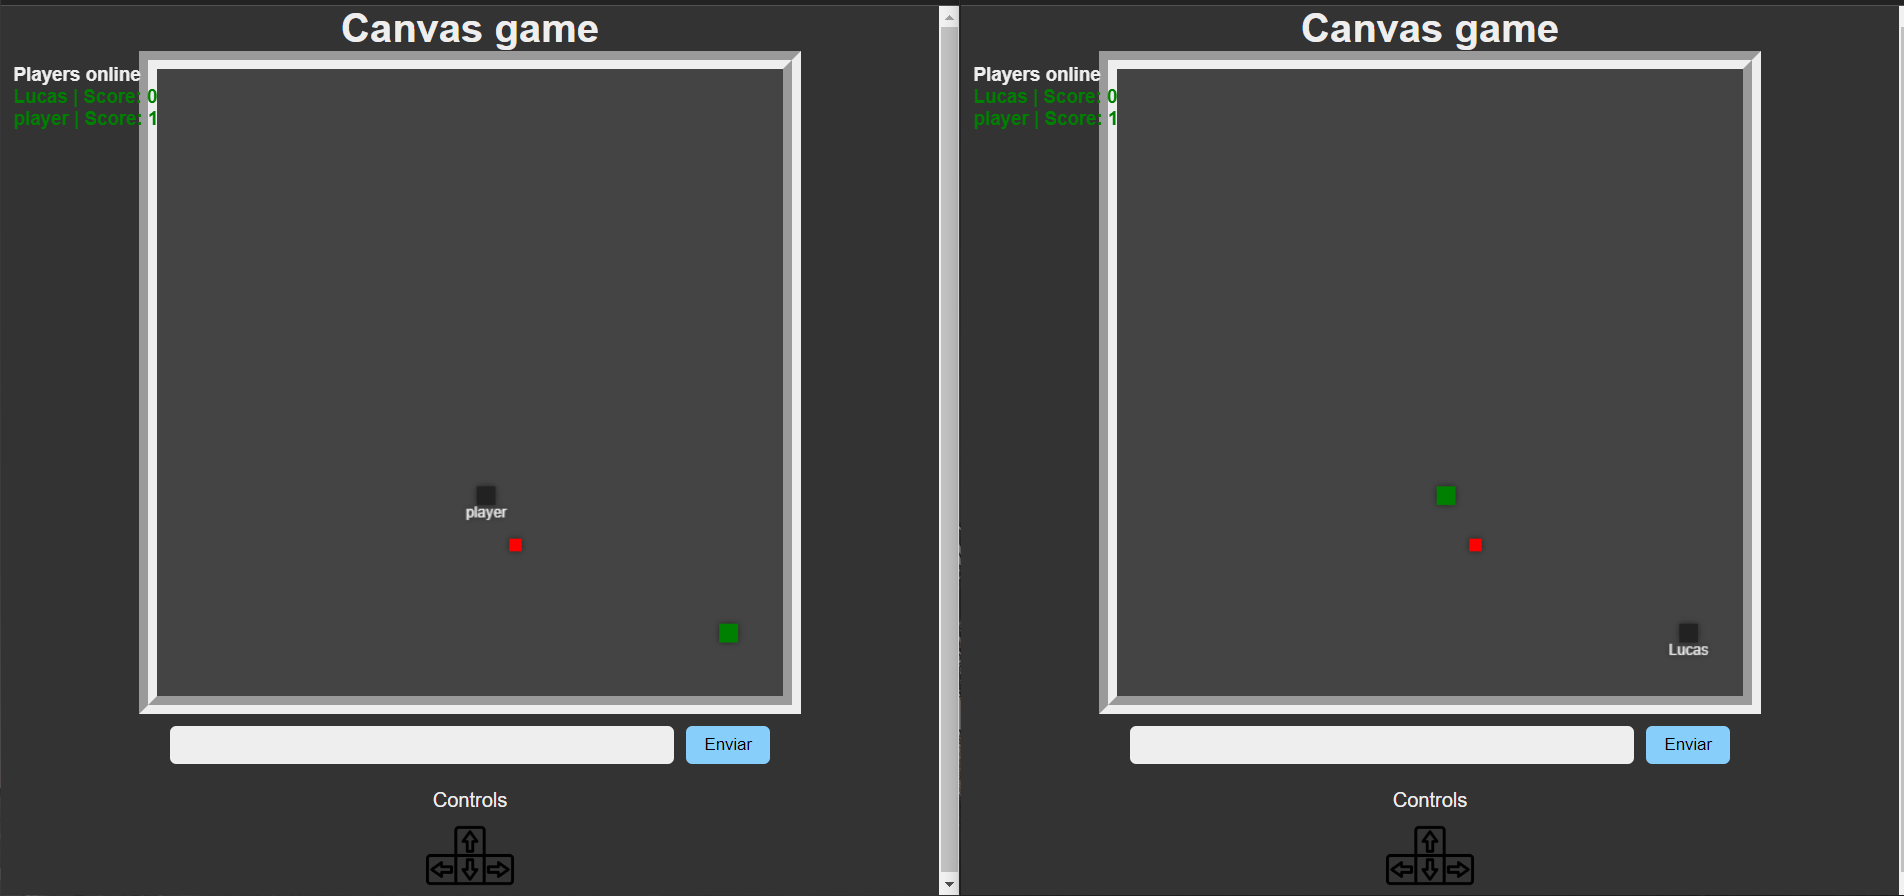 Canvas game
Players online
Lucas | Score: 0
player | Score: 1
player
Enviar
Controls
Canvas game
Players online
Lucas | Score: 0
player | Score: 1
Lucas
Enviar
Controls